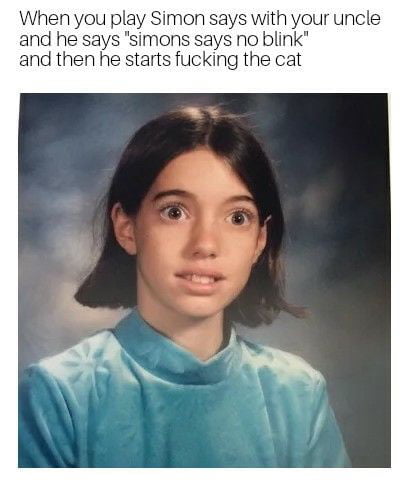 When you play Simon says with your uncle
and he says "simons says no blink"
and then he starts fucking the cat